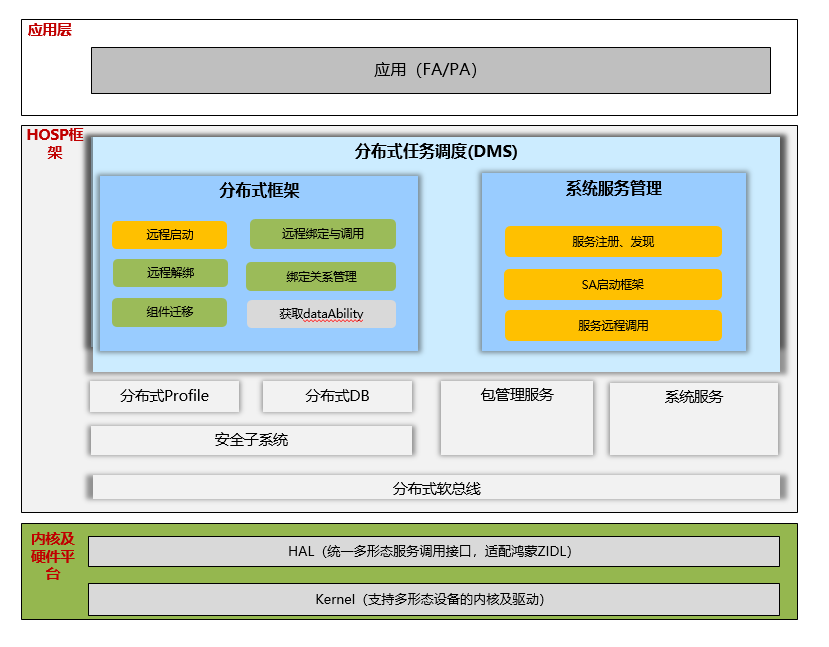 应用层
应用（FA/PA）
HOSP框
架
分布式任务调度(DMS)
分布式框架
远程启动
远程绑定与调用
远程解绑
绑定关系管理
组件迁移
获取dataAbility
系统服务管理
服务注册、发现
SA启动框架
服务远程调用
分布式Profile
分布式DB
包管理服务
系统服务
安全子系统
分布式软总线
内核及
硬件平
台
HAL（统一多形态服务调用接口，适配鸿蒙ZIDL）
Kernel（支持多形态设备的内核及驱动）